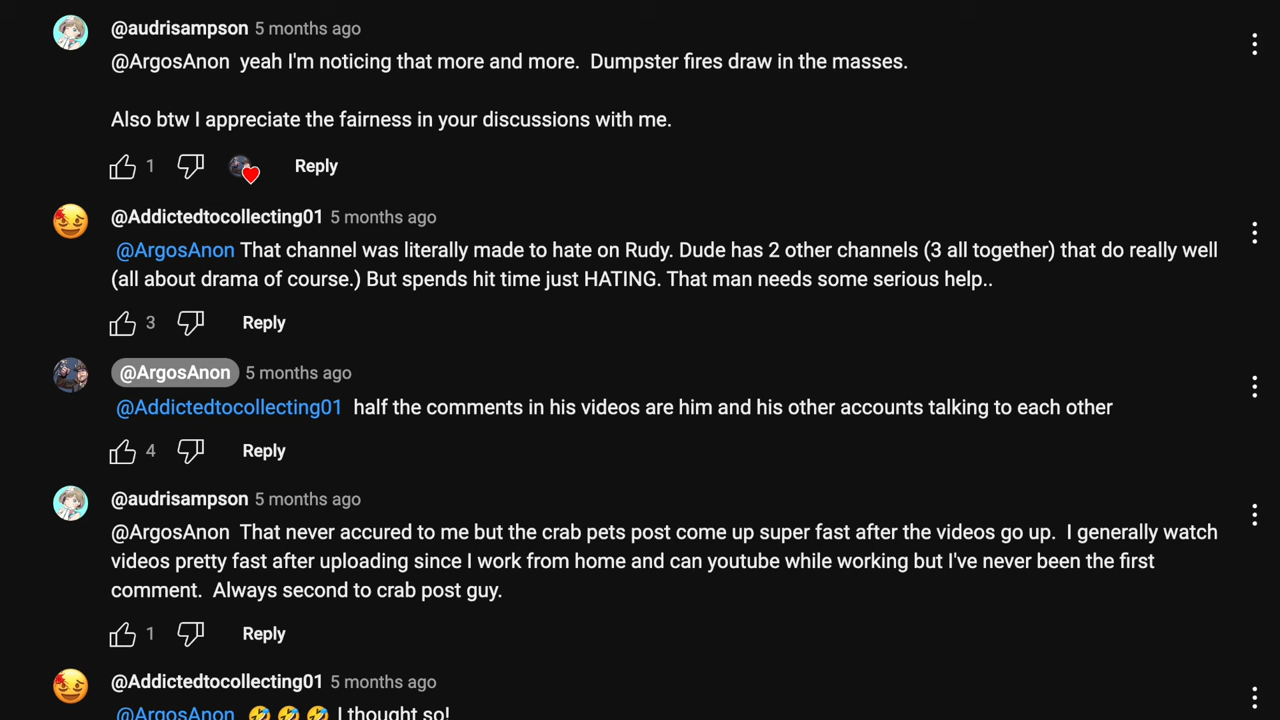 @audrisampson 5 months ago
@ArgosAnon yeah I'm noticing that more and more. Dumpster fires draw in the masses.
Also btw I appreciate the fairness in your discussions with me.
1 Reply
@Addictedtocollecting01 5 months ago
@ArgosAnon That channel was literally made to hate on Rudy. Dude has 2 other channels (3 all together) that do really well
(all about drama of course.) But spends hit time just HATING. That man needs some serious help..
3 Reply
@ArgosAnon 5 months ago
@Addictedtocollecting01 half the comments in his videos are him and his other accounts talking to each other
4 Reply
@audrisampson 5 months ago
@ArgosAnon That never accured to me but the crab pets post come up super fast after the videos go up. I generally watch
videos pretty fast after uploading since I work from home and can youtube while working but I've never been the first
comment. Always second to crab post guy.
1 Reply
@Addictedtocollecting01 5 months ago
@ArgosAnon 🤣 🤣 🤣 I thought so!